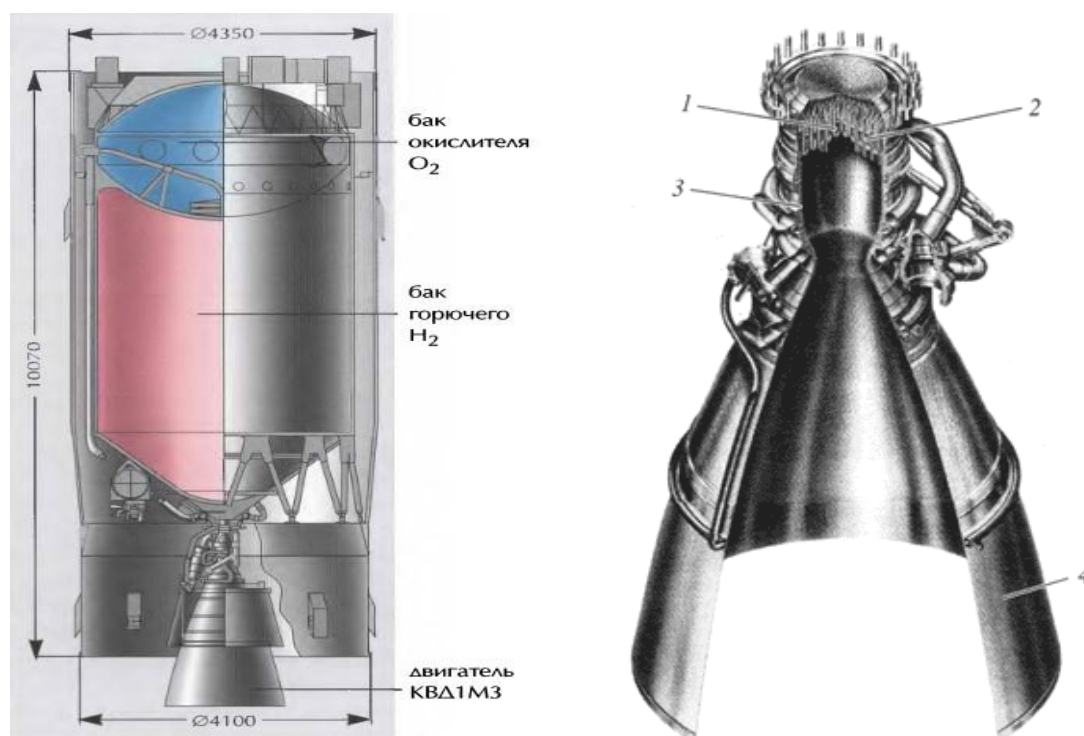 Ø4350
1
2
бак
окислителя
O₂
3
10070
бак
горючего
H₂
4
двигатель
КВД1М3
Ø4100